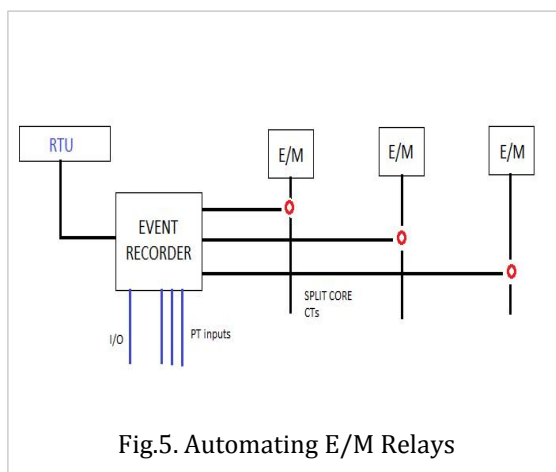 RTU
E/M
E/M
E/M
EVENT
RECORDER
SPLIT CORE
CTs
I/O
PT inputs
Fig.5. Automating E/M Relays